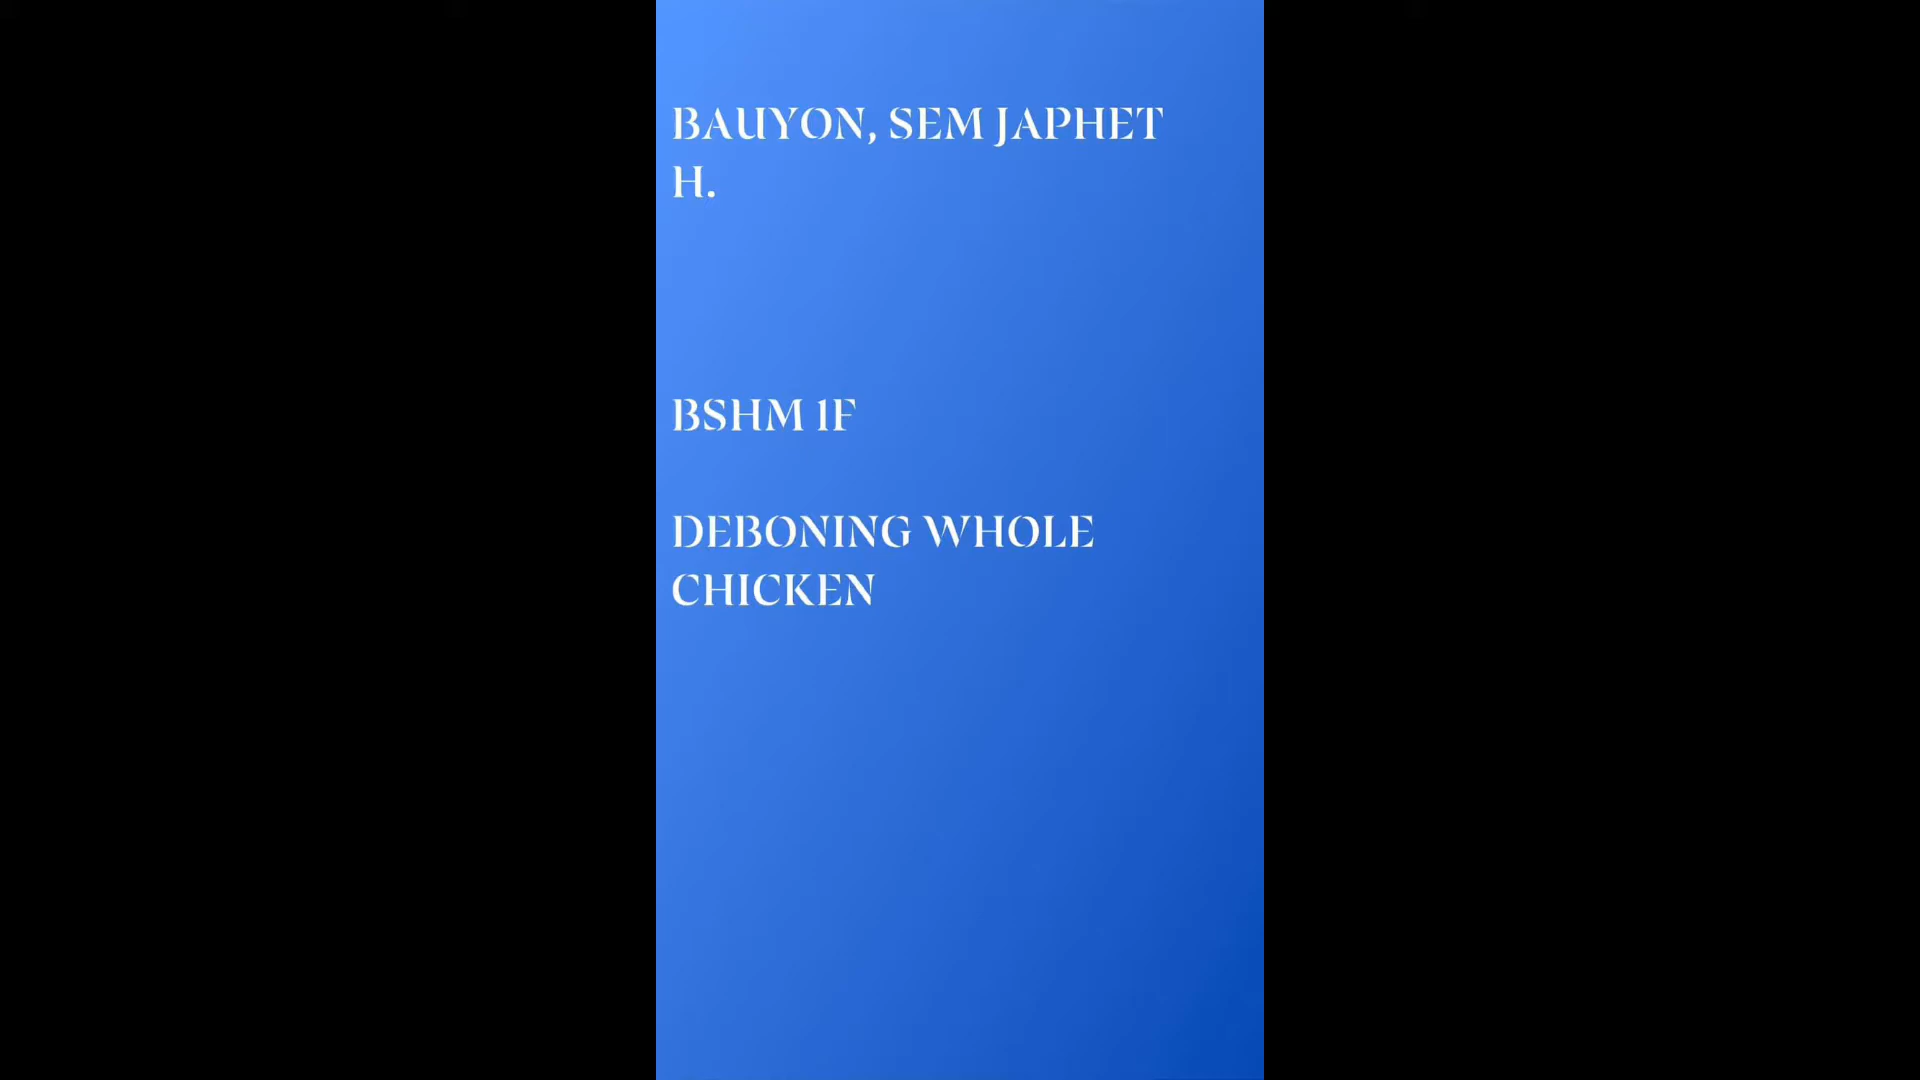 BAUYON, SEM JAPHET
H.
BSHM 1F
DEBONING WHOLE
CHICKEN